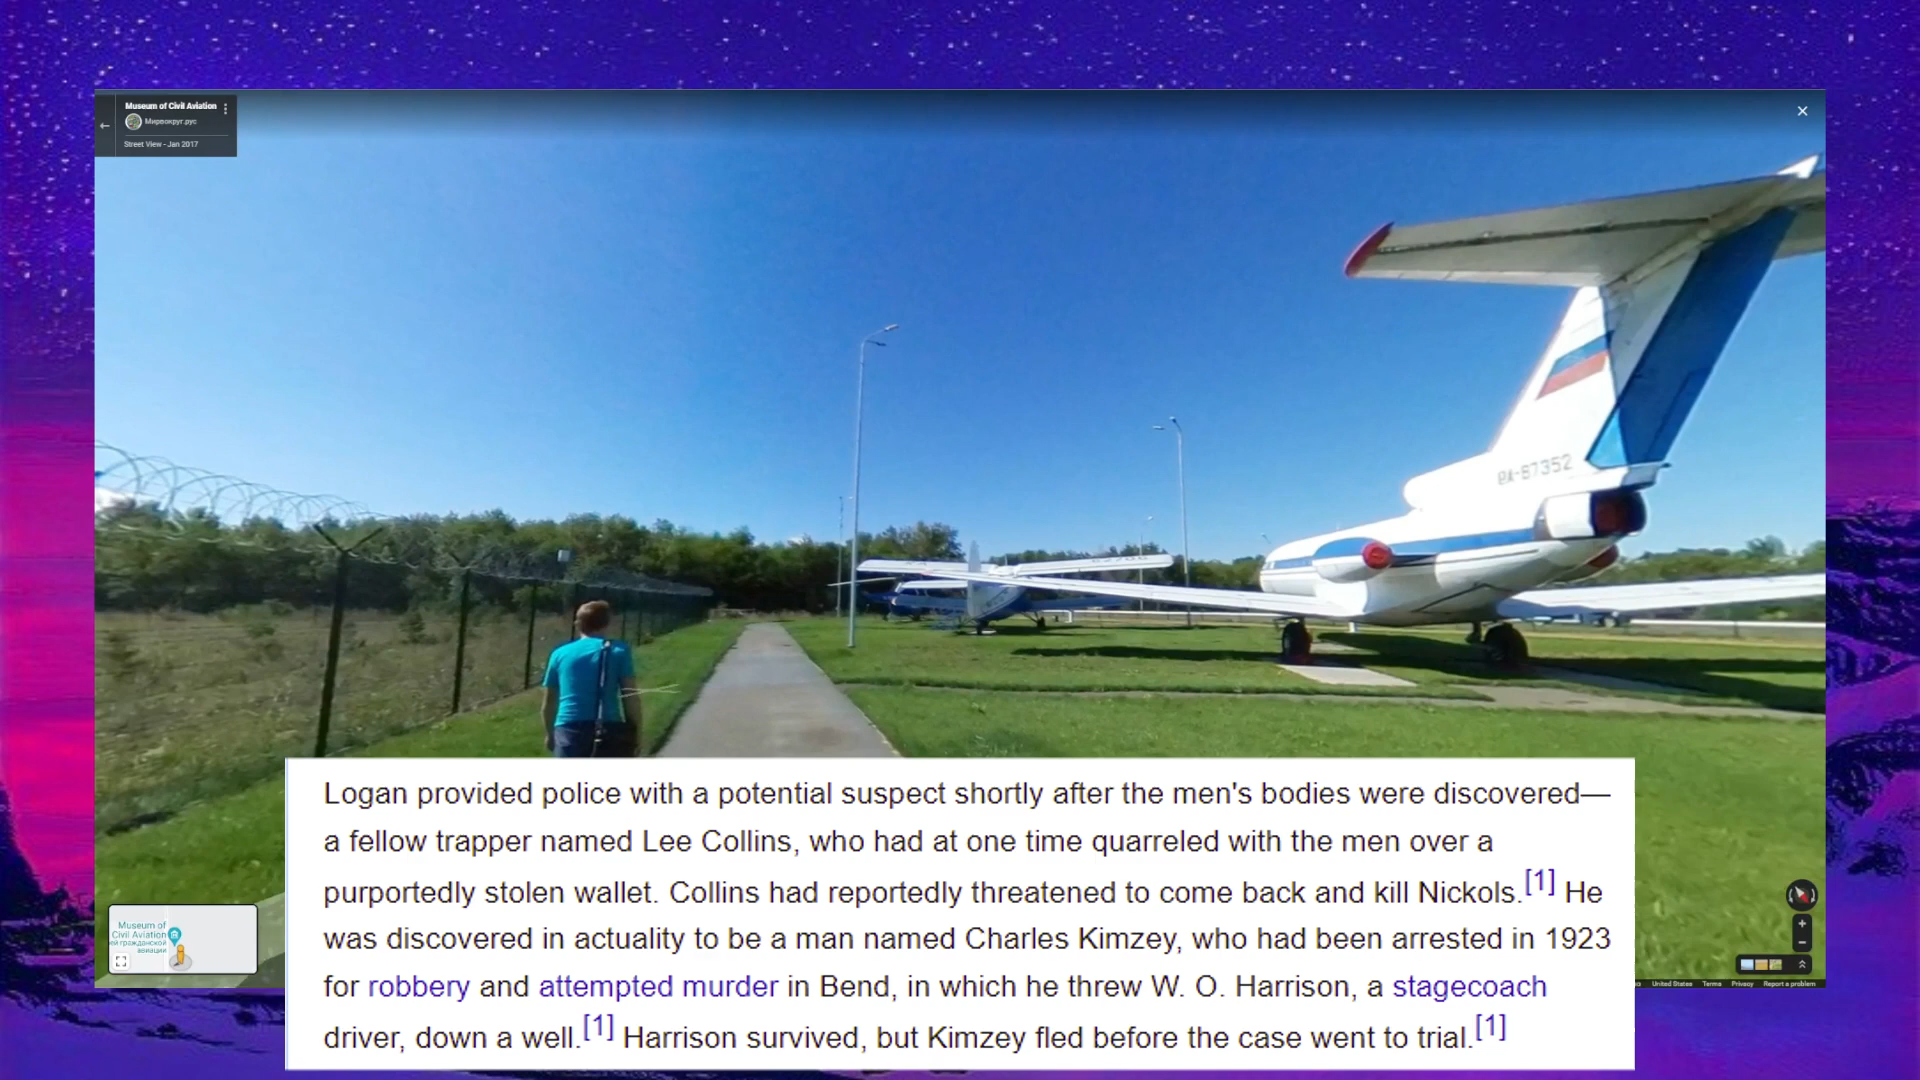 Museum of Civil Aviation
Мирвокруг.рус
Street View - Jan 2017
RA-87352
Museum of
Civil Aviation
ей гражданской
авиации
Logan provided police with a potential suspect shortly after the men's bodies were discovered—
a fellow trapper named Lee Collins, who had at one time quarreled with the men over a
purportedly stolen wallet. Collins had reportedly threatened to come back and kill Nickols.[1] He
was discovered in actuality to be a man named Charles Kimzey, who had been arrested in 1923
for robbery and attempted murder in Bend, in which he threw W. O. Harrison, a stagecoach
driver, down a well.[1] Harrison survived, but Kimzey fled before the case went to trial.[1]
United States Terms Privacy Report a problem